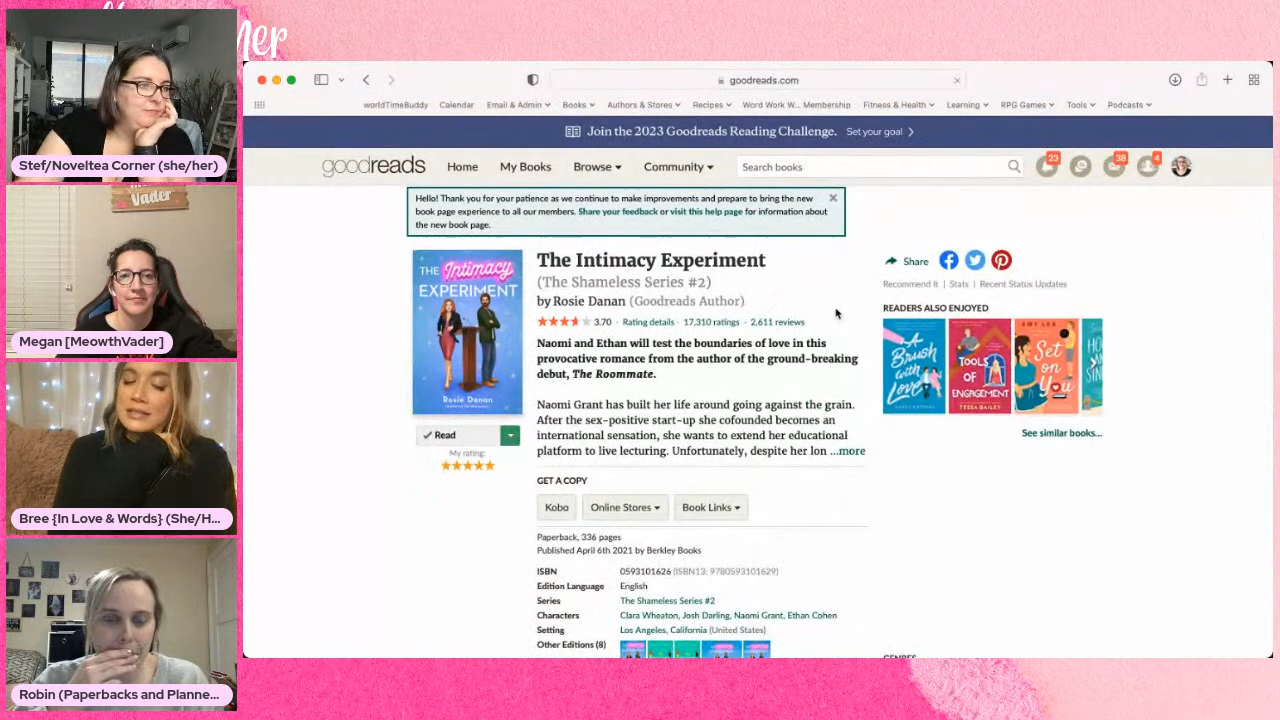 Mer
Stef/Noveltea Corner (she/her)
Vader
Megan [MeowthVader]
Bree {In Love & Words} (She/H...
Robin (Paperbacks and Planne...
goodreads.com
worldTimeBuddy Calendar Email & Admin Books Authors & Stores Recipes Word Work W... Membership Fitness & Health Learning RPG Games Tools Podcasts
Join the 2023 Goodreads Reading Challenge. Set your goal
goodreads Home My Books Browse Community Search books 23 38 4
Hello! Thank you for your patience as we continue to make improvements and prepare to bring the new
book page experience to all our members. Share your feedback or visit this help page for information about
the new book page.
THE Intimacy
EXPERIMENT
Rosie Danan
Read
My rating:
The Intimacy Experiment
(The Shameless Series #2)
by Rosie Danan (Goodreads Author)
3.70 · Rating details · 17,310 ratings · 2,611 reviews
Naomi and Ethan will test the boundaries of love in this
provocative romance from the author of the ground-breaking
debut, The Roommate.
Naomi Grant has built her life around going against the grain.
After the sex-positive start-up she cofounded becomes an
international sensation, she wants to extend her educational
platform to live lecturing. Unfortunately, despite her lon ...more
GET A COPY
Kobo Online Stores Book Links
Paperback, 336 pages
Published April 6th 2021 by Berkley Books
ISBN 0593101626 (ISBN13: 9780593101629)
Edition Language English
Series The Shameless Series #2
Characters Clara Wheaton, Josh Darling, Naomi Grant, Ethan Cohen
Setting Los Angeles, California (United States)
Other Editions (8)
Share
Recommend It | Stats | Recent Status Updates
READERS ALSO ENJOYED
A
Brush
with
Love
TOOLS
OF
ENGAGEMENT
TESSA BAILEY
AMY LEA
Set
on
You
See similar books...
GENRES